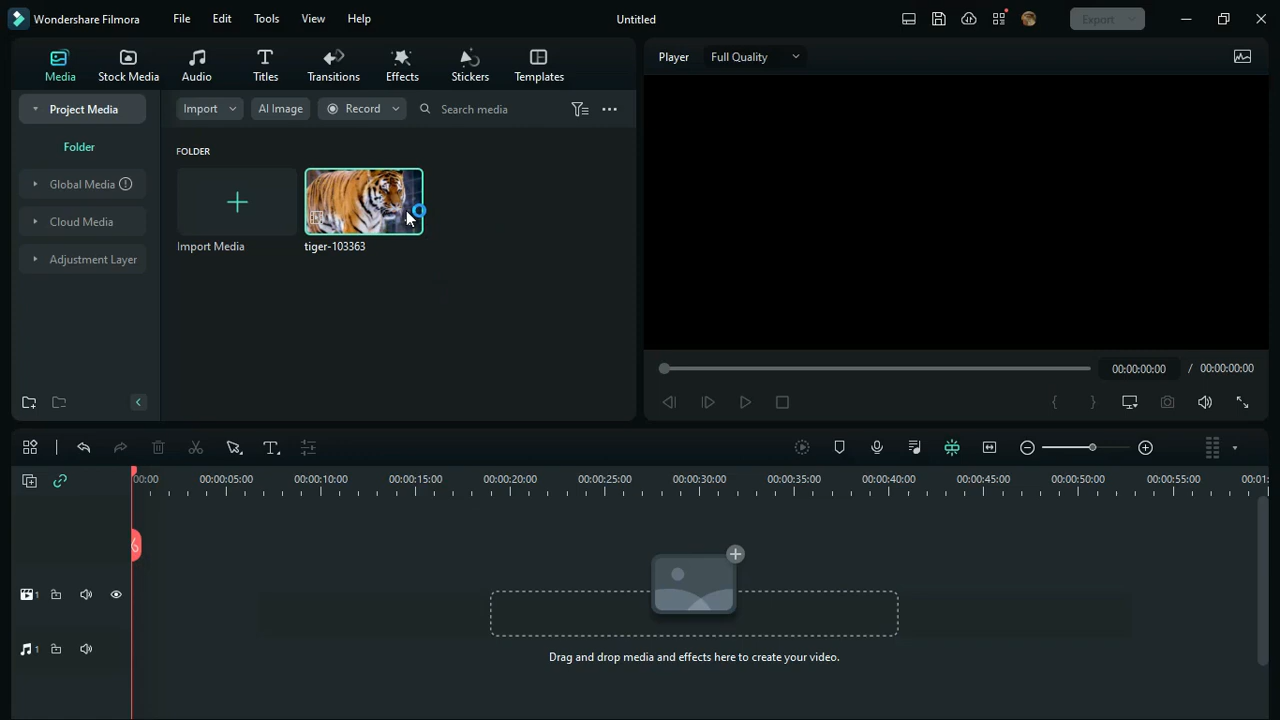 Wondershare Filmora File Edit Tools View Help Untitled Export
Media Stock Media Audio Titles Transitions Effects Stickers Templates
Player Full Quality
Project Media Import AI Image Record Search media
Folder
FOLDER
Global Media
Cloud Media
Import Media tiger-103363
Adjustment Layer
00:00:00:00 / 00:00:00:00
:00:00 00:00:05:00 00:00:10:00 00:00:15:00 00:00:20:00 00:00:25:00 00:00:30:00 00:00:35:00 00:00:40:00 00:00:45:00 00:00:50:00 00:00:55:00 00:01:
1
Drag and drop media and effects here to create your video.
1